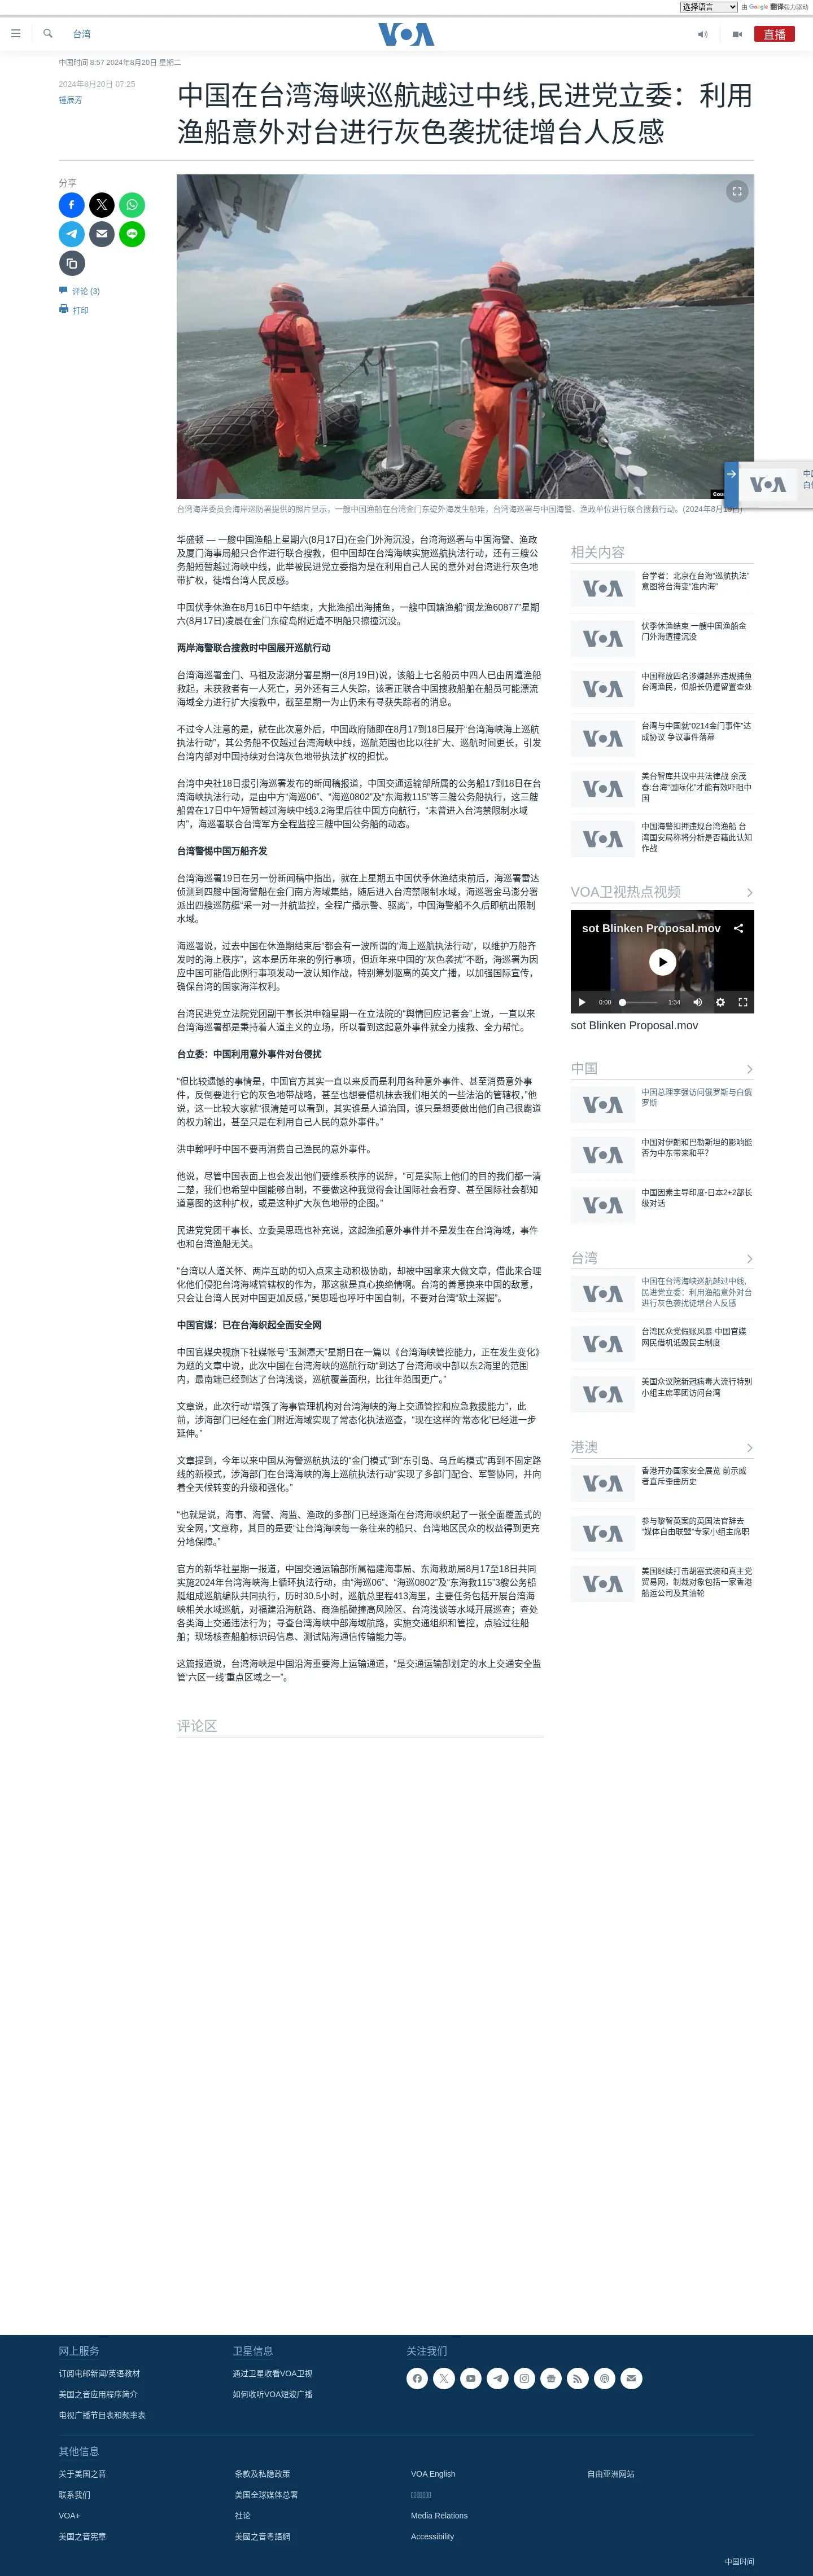 选择语言
由 Google 翻译强力驱动
台湾
VOA
直播
中国时间 8:57 2024年8月20日 星期二
2024年8月20日 07:25
锺辰芳
中国在台湾海峡巡航越过中线,民进党立委：利用
渔船意外对台进行灰色袭扰徒增台人反感
分享
评论 (3)
打印
台湾海洋委员会海岸巡防署提供的照片显示，一艘中国渔船在台湾金门东碇外海发生船难，台湾海巡署与中国海警、渔政单位进行联合搜救行动。(2024年8月19日)
华盛顿 — 一艘中国渔船上星期六(8月17日)在金门外海沉没，台湾海巡署与中国海警、渔政
及厦门海事局船只合作进行联合搜救，但中国却在台湾海峡实施巡航执法行动，还有三艘公
务船短暂越过海峡中线，此举被民进党立委指为是在利用自己人民的意外对台湾进行灰色地
带扩权，徒增台湾人民反感。
中国伏季休渔在8月16日中午结束，大批渔船出海捕鱼，一艘中国籍渔船“闽龙渔60877”星期
六(8月17日)凌晨在金门东碇岛附近遭不明船只擦撞沉没。
两岸海警联合搜救时中国展开巡航行动
台湾海巡署金门、马祖及澎湖分署星期一(8月19日)说，该船上七名船员中四人已由周遭渔船
救起，未获救者有一人死亡，另外还有三人失踪，该署正联合中国搜救船舶在船员可能漂流
海域全力进行扩大搜救中，截至星期一为止仍未有寻获失踪者的消息。
不过令人注意的是，就在此次意外后，中国政府随即在8月17到18日展开“台湾海峡海上巡航
执法行动”，其公务船不仅越过台湾海峡中线，巡航范围也比以往扩大、巡航时间更长，引发
台湾内部对中国持续对台湾灰色地带执法扩权的担忧。
台湾中央社18日援引海巡署发布的新闻稿报道，中国交通运输部所属的公务船17到18日在台
湾海峡执法行动，是由中方“海巡06”、“海巡0802”及“东海救115”等三艘公务船执行，这三艘
船曾在17日中午短暂越过海峡中线3.2海里后往中国方向航行，“未曾进入台湾禁限制水域
内”，海巡署联合台湾军方全程监控三艘中国公务船的动态。
台湾警惕中国万船齐发
台湾海巡署19日在另一份新闻稿中指出，就在上星期五中国伏季休渔结束前后，海巡署雷达
侦测到四艘中国海警船在金门南方海域集结，随后进入台湾禁限制水域，海巡署金马澎分署
派出四艘巡防艇“采一对一并航监控，全程广播示警、驱离”，中国海警船不久后即航出限制
水域。
海巡署说，过去中国在休渔期结束后“都会有一波所谓的‘海上巡航执法行动’，以维护万船齐
发时的海上秩序”，这本是历年来的例行事项，但近年来中国的“灰色袭扰”不断，海巡署为因
应中国可能借此例行事项发动一波认知作战，特别筹划驱离的英文广播，以加强国际宣传，
确保台湾的国家海洋权利。
台湾民进党立法院党团副干事长洪申翰星期一在立法院的“舆情回应记者会”上说，一直以来
台湾海巡署都是秉持着人道主义的立场，所以看到这起意外事件就全力搜救、全力帮忙。
台立委：中国利用意外事件对台侵扰
“但比较遗憾的事情是，中国官方其实一直以来反而是利用各种意外事件、甚至消费意外事
件，反倒要进行它的灰色地带战略，甚至也想要借机抹去我们相关的一些法治的管辖权，”他
说，这一比较大家就“很清楚可以看到，其实谁是人道治国，谁只是想要做出他们自己很霸道
的权力输出，甚至只是在利用自己人民的意外事件。”
洪申翰呼吁中国不要再消费自己渔民的意外事件。
他说，尽管中国表面上也会发出他们要维系秩序的说辞，“可是实际上他们的目的我们都一清
二楚，我们也希望中国能够自制，不要做这种我觉得会让国际社会看穿、甚至国际社会都知
道意图的这种扩权，或是这种扩大灰色地带的企图。”
民进党党团干事长、立委吴思瑶也补充说，这起渔船意外事件并不是发生在台湾海域，事件
也和台湾渔船无关。
“台湾以人道关怀、两岸互助的切入点来主动积极协助，却被中国拿来大做文章，借此来合理
化他们侵犯台湾海域管辖权的作为，那这就是真心换绝情啊。台湾的善意换来中国的敌意，
只会让台湾人民对中国更加反感，”吴思瑶也呼吁中国自制，不要对台湾“软土深掘”。
中国官媒：已在台海织起全面安全网
中国官媒央视旗下社媒帐号“玉渊潭天”星期日在一篇以《台湾海峡管控能力，正在发生变化》
为题的文章中说，此次中国在台湾海峡的巡航行动“到达了台湾海峡中部以东2海里的范围
内，最南端已经到达了台湾浅谈，巡航覆盖面积，比往年范围更广。”
文章说，此次行动“增强了海事管理机构对台湾海峡的海上交通管控和应急救援能力”，此
前，涉海部门已经在金门附近海域实现了常态化执法巡查，“现在这样的‘常态化’已经进一步
延伸。”
文章提到，今年以来中国从海警巡航执法的“金门模式”到“东引岛、乌丘屿模式”再到不固定路
线的新模式，涉海部门在台湾海峡的海上巡航执法行动“实现了多部门配合、军警协同，并向
着全天候转变的升级和强化。”
“也就是说，海事、海警、海监、渔政的多部门已经逐渐在台湾海峡织起了一张全面覆盖式的
安全网，”文章称，其目的是要“让台湾海峡每一条往来的船只、台湾地区民众的权益得到更充
分地保障。”
官方的新华社星期一报道，中国交通运输部所属福建海事局、东海救助局8月17至18日共同
实施2024年台湾海峡海上循环执法行动，由“海巡06”、“海巡0802”及“东海救115”3艘公务船
艇组成巡航编队共同执行，历时30.5小时，巡航总里程413海里，主要任务包括开展台湾海
峡相关水域巡航，对福建沿海航路、商渔船碰撞高风险区、台湾浅谈等水域开展巡查；查处
各类海上交通违法行为；寻查台湾海峡中部海域航路，实施交通组织和管控，点验过往船
舶；现场核查船舶标识码信息、测试陆海通信传输能力等。
这篇报道说，台湾海峡是中国沿海重要海上运输通道，“是交通运输部划定的水上交通安全监
管‘六区一线’重点区域之一”。
评论区
相关内容
台学者：北京在台海“巡航执法”
意图将台海变“准内海”
伏季休渔结束 一艘中国渔船金
门外海遭撞沉没
中国释放四名涉嫌越界违规捕鱼
台湾渔民，但船长仍遭留置查处
台湾与中国就“0214金门事件”达
成协议 争议事件落幕
美台智库共议中共法律战 余茂
春:台海“国际化”才能有效吓阻中
国
中国海警扣押违规台湾渔船 台
湾国安局称将分析是否藉此认知
作战
VOA卫视热点视频
sot Blinken Proposal.mov
0:00
1:34
sot Blinken Proposal.mov
中国
中国总理李强访问俄罗斯与白俄
罗斯
中国对伊朗和巴勒斯坦的影响能
否为中东带来和平？
中国因素主导印度-日本2+2部长
级对话
台湾
中国在台湾海峡巡航越过中线,
民进党立委：利用渔船意外对台
进行灰色袭扰徒增台人反感
台湾民众党假账风暴 中国官媒
网民借机诋毁民主制度
美国众议院新冠病毒大流行特别
小组主席率团访问台湾
港澳
香港开办国家安全展览 前示威
者直斥歪曲历史
参与黎智英案的英国法官辞去
“媒体自由联盟”专家小组主席职
美国继续打击胡塞武装和真主党
贸易网，制裁对象包括一家香港
船运公司及其油轮
网上服务
订阅电邮新闻/英语教材
美国之音应用程序简介
电视广播节目表和频率表
卫星信息
通过卫星收看VOA卫视
如何收听VOA短波广播
关注我们
其他信息
关于美国之音
条款及私隐政策
VOA English
自由亚洲网站
联系我们
美国全球媒体总署
VOA+
社论
Media Relations
美国之音宪章
美國之音粵語網
Accessibility
中国时间